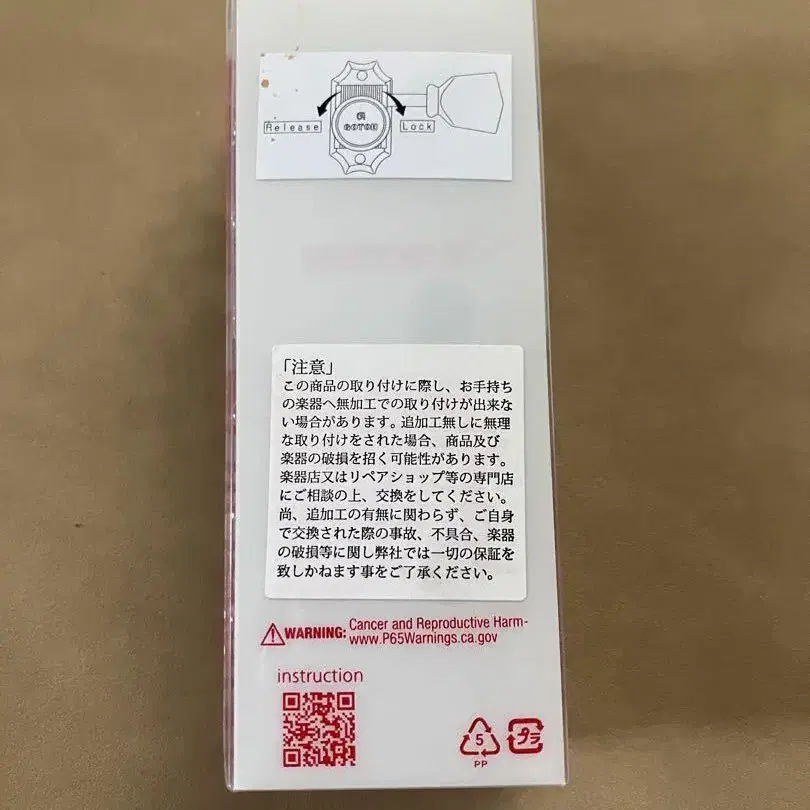 GOTOH
Release
Lock
「注意」
この商品の取り付けに際し、お手持ち
の楽器へ無加工での取り付けが出来な
い場合があります。追加工無しに無理
な取り付けをされた場合、商品及び
楽器の破損を招く可能性があります。
楽器店又はリペアショップ等の専門店
にご相談の上、交換をしてください。
尚、追加工の有無に関わらず、ご自身
で交換された際の事故、不具合、楽器
の破損等に関し弊社では一切の保証を
致しかねます事をご了承ください。
WARNING: Cancer and Reproductive Harm-
www.P65Warnings.ca.gov
instruction
5
PP
プラ